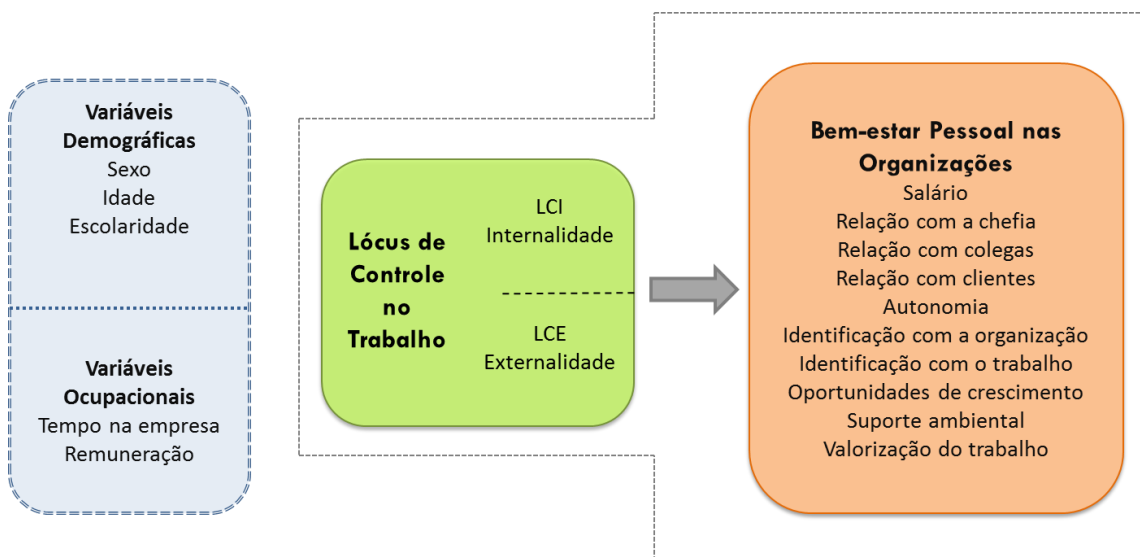 Variáveis
Demográficas
Sexo
Idade
Escolaridade
Variáveis
Ocupacionais
Tempo na empresa
Remuneração
Lócus de
Controle
no
Trabalho
LCI
Internalidade
LCE
Externalidade
Bem-estar Pessoal nas
Organizações
Salário
Relação com a chefia
Relação com colegas
Relação com clientes
Autonomia
Identificação com a organização
Identificação com o trabalho
Oportunidades de crescimento
Suporte ambiental
Valorização do trabalho